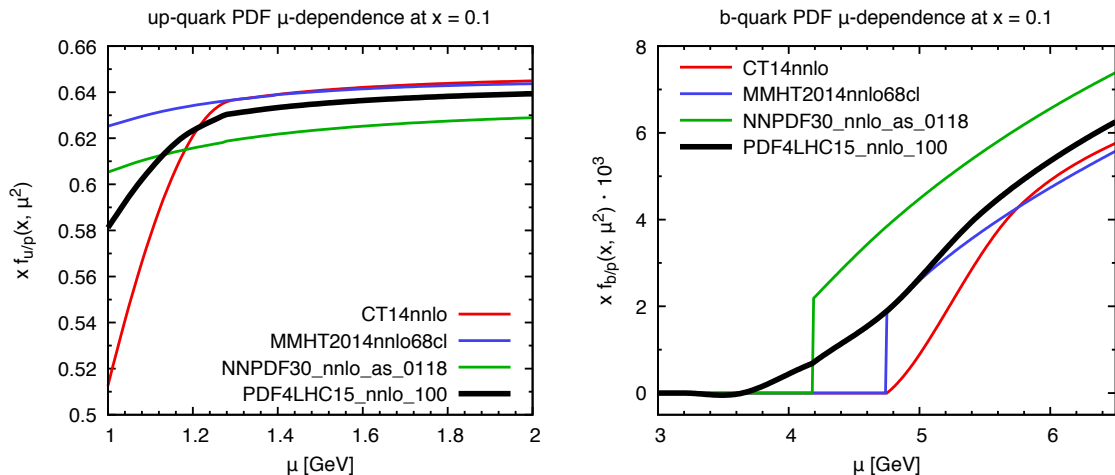 up-quark PDF μ-dependence at x = 0.1
x f_{u/p}(x, μ²)
0.66
0.64
0.62
0.6
0.58
0.56
0.54
0.52
0.5
CT14nnlo
MMHT2014nnlo68cl
NNPDF30_nnlo_as_0118
PDF4LHC15_nnlo_100
1 1.2 1.4 1.6 1.8 2
μ [GeV]
b-quark PDF μ-dependence at x = 0.1
x f_{b/p}(x, μ²) · 10³
8
6
4
2
0
CT14nnlo
MMHT2014nnlo68cl
NNPDF30_nnlo_as_0118
PDF4LHC15_nnlo_100
3 4 5 6
μ [GeV]